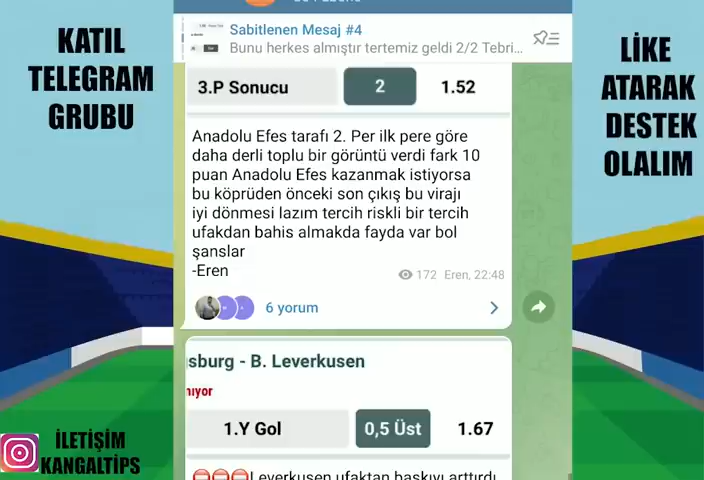 KATIL
TELEGRAM
GRUBU
Sabitlenen Mesaj #4
Bunu herkes almıştır tertemiz geldi 2/2 Tebri...
LİKE
ATARAK
DESTEK
OLALIM
3.P Sonucu 2 1.52
Anadolu Efes tarafı 2. Per ilk pere göre
daha derli toplu bir görüntü verdi fark 10
puan Anadolu Efes kazanmak istiyorsa
bu köprüden önceki son çıkış bu virajı
iyi dönmesi lazım tercih riskli bir tercih
ufakdan bahis almakda fayda var bol
şanslar
-Eren
172 Eren, 22:48
6 yorum
sburg - B. Leverkusen
nıyor
1.Y Gol 0,5 Üst 1.67
Leverkusen ufaktan baskıyı arttırdı
İLETİŞİM
KANGALTİPS